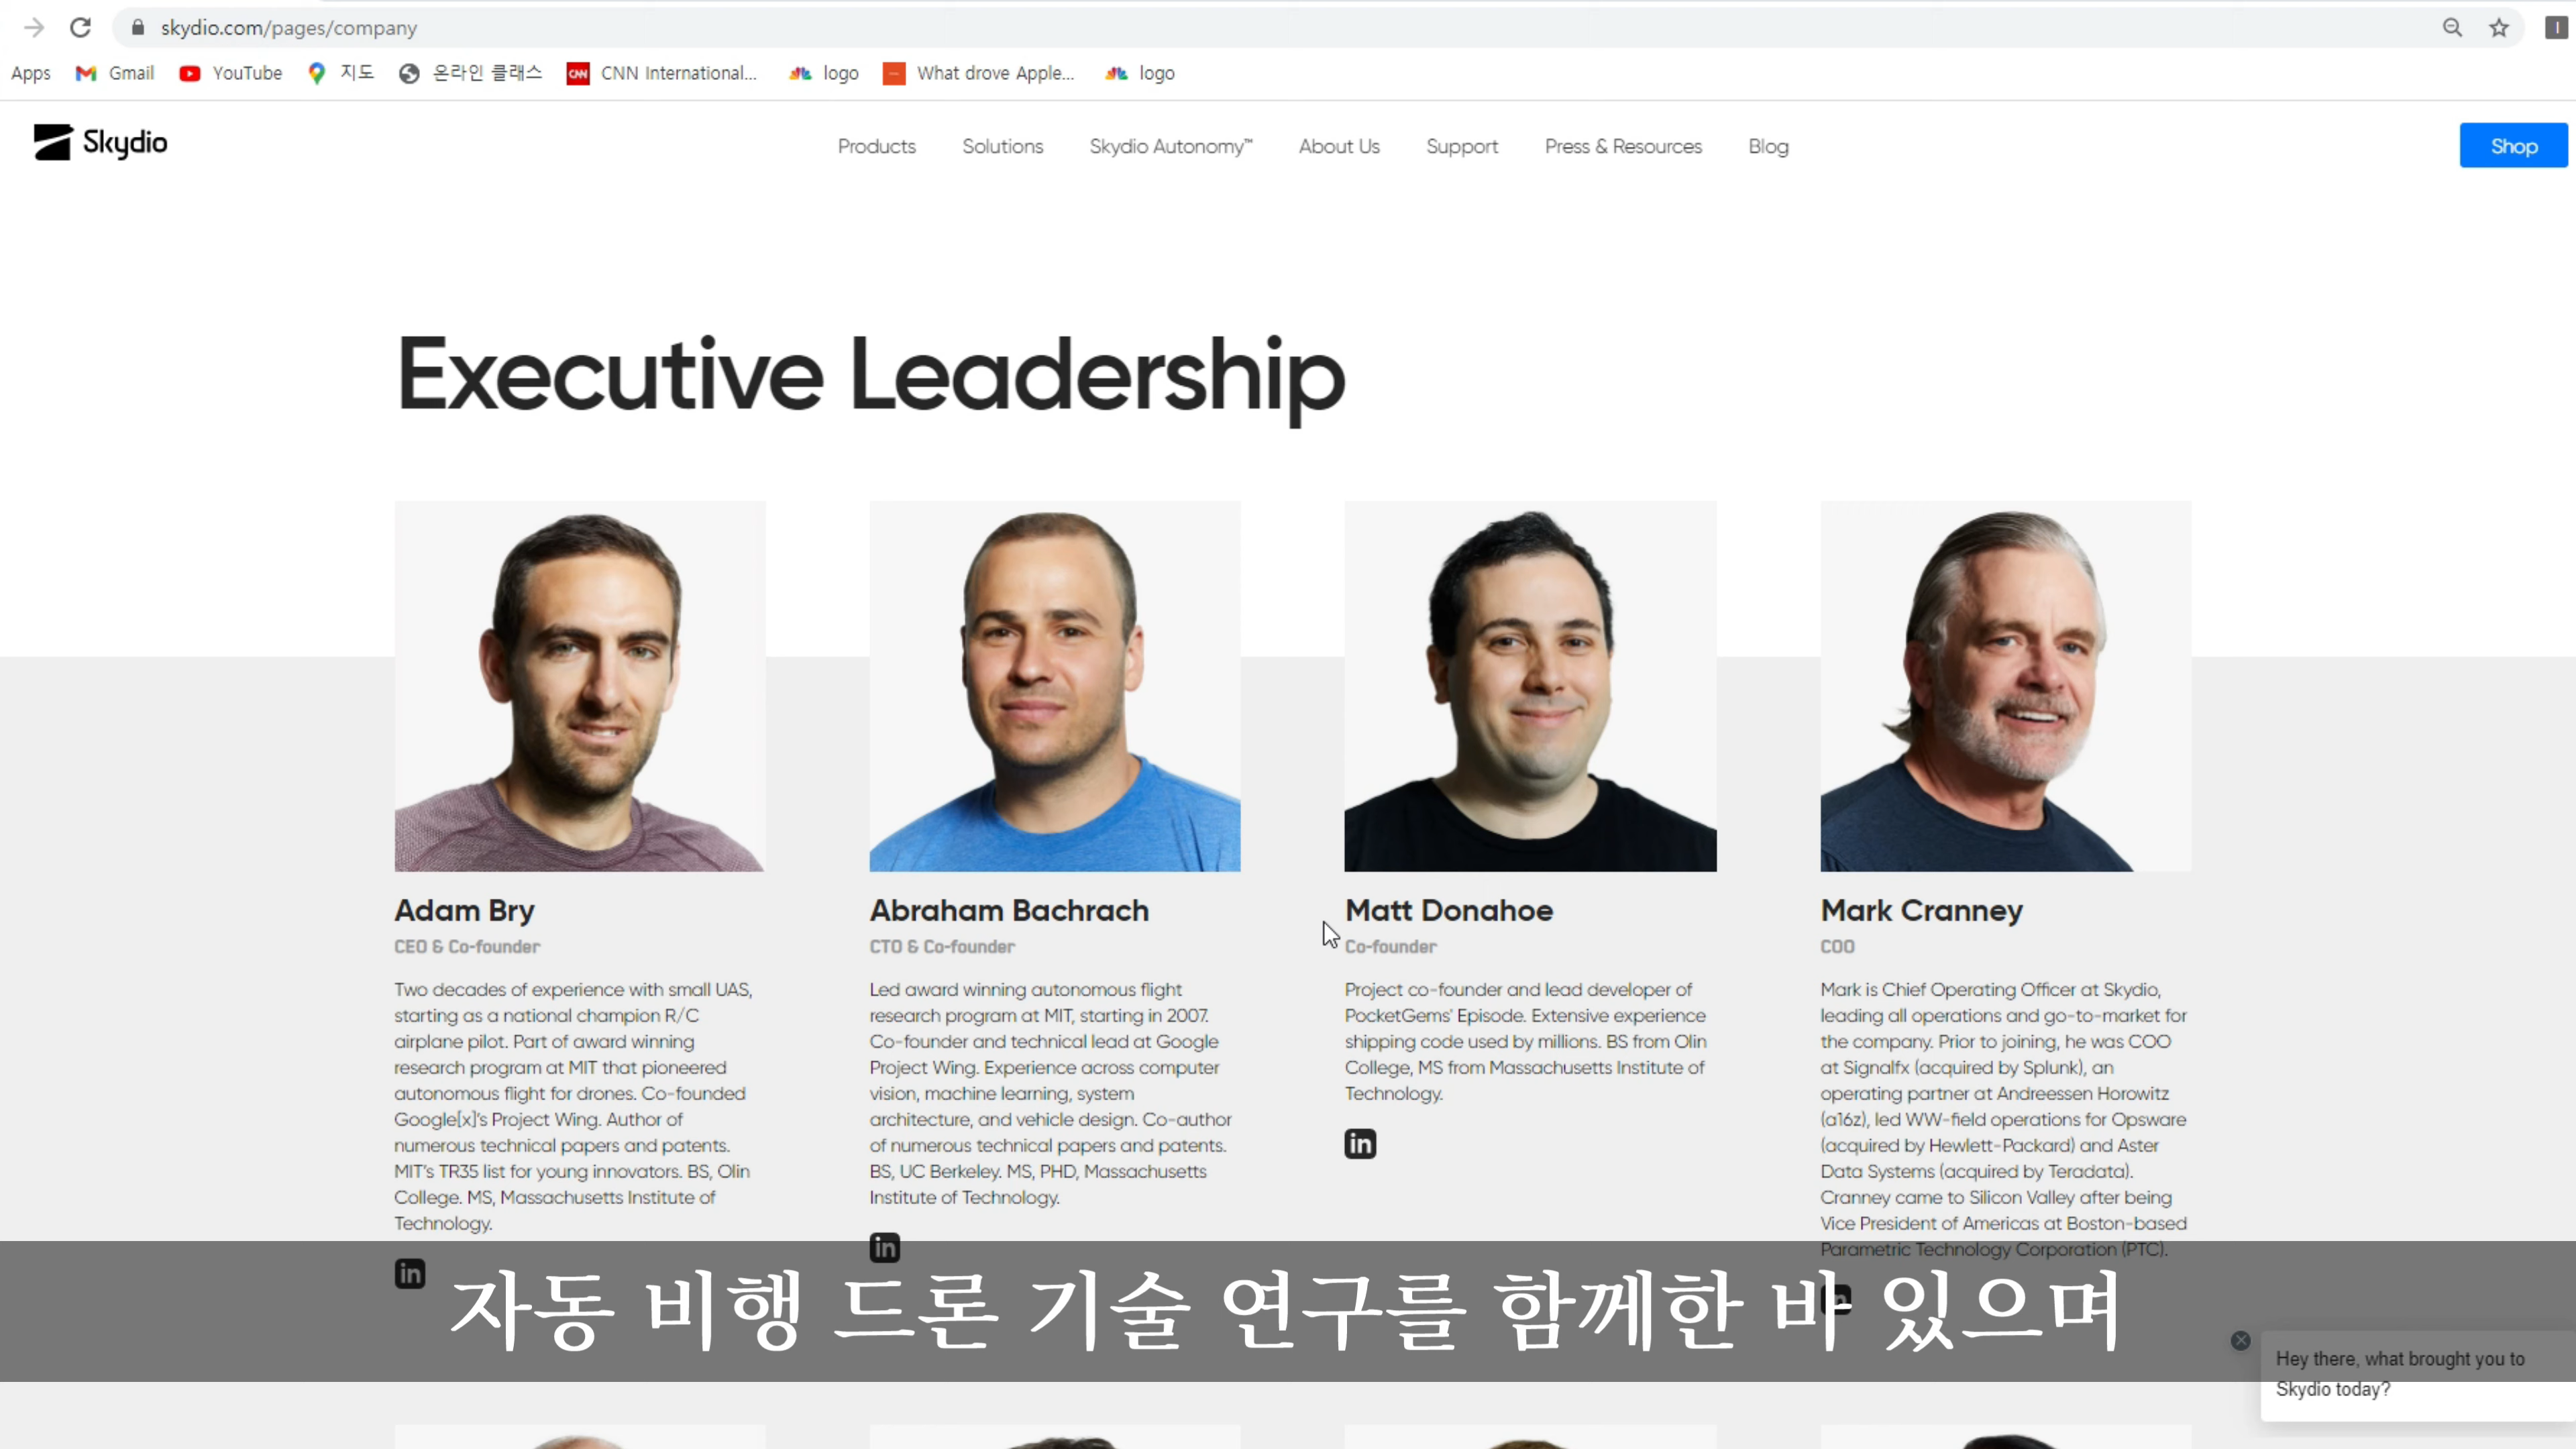 skydio.com/pages/company
Apps Gmail YouTube 지도 온라인 클래스 CNN International... logo What drove Apple... logo
Skydio Products Solutions Skydio Autonomy™ About Us Support Press & Resources Blog Shop
Executive Leadership
Adam Bry
CEO & Co-founder
Two decades of experience with small UAS,
starting as a national champion R/C
airplane pilot. Part of award winning
research program at MIT that pioneered
autonomous flight for drones. Co-founded
Google[x]'s Project Wing. Author of
numerous technical papers and patents.
MIT's TR35 list for young innovators. BS, Olin
College. MS, Massachusetts Institute of
Technology.
in
Abraham Bachrach
CTO & Co-founder
Led award winning autonomous flight
research program at MIT, starting in 2007.
Co-founder and technical lead at Google
Project Wing. Experience across computer
vision, machine learning, system
architecture, and vehicle design. Co-author
of numerous technical papers and patents.
BS, UC Berkeley. MS, PHD, Massachusetts
Institute of Technology.
in
Matt Donahoe
Co-founder
Project co-founder and lead developer of
PocketGems' Episode. Extensive experience
shipping code used by millions. BS from Olin
College, MS from Massachusetts Institute of
Technology.
in
Mark Cranney
COO
Mark is Chief Operating Officer at Skydio,
leading all operations and go-to-market for
the company. Prior to joining, he was COO
at Signalfx (acquired by Splunk), an
operating partner at Andreessen Horowitz
(a16z), led WW-field operations for Opsware
(acquired by Hewlett-Packard) and Aster
Data Systems (acquired by Teradata).
Cranney came to Silicon Valley after being
Vice President of Americas at Boston-based
Parametric Technology Corporation (PTC).
자동 비행 드론 기술 연구를 함께한 바 있으며
Hey there, what brought you to
Skydio today?